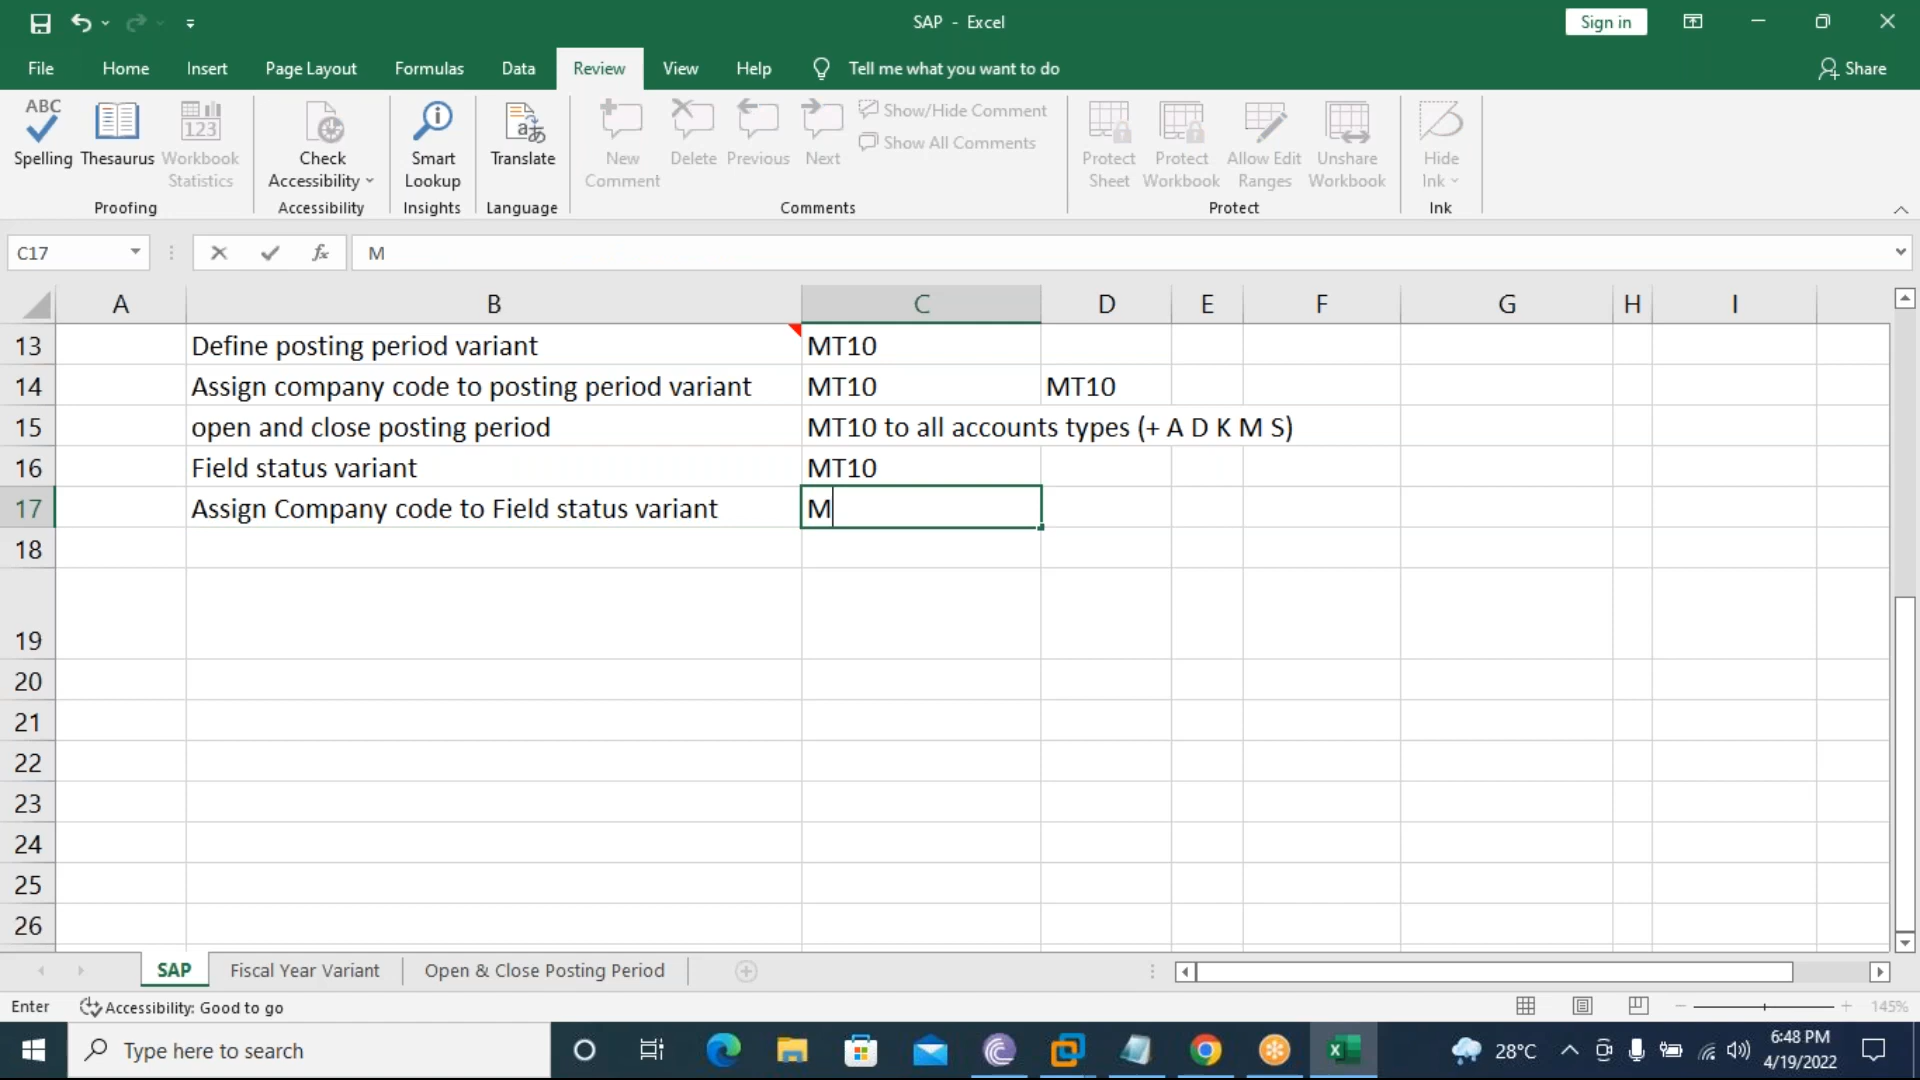 SAP - Excel
Sign in
File Home Insert Page Layout Formulas Data Review View Help Tell me what you want to do Share
ABC
123
Spelling Thesaurus Workbook Statistics
Check Accessibility
Smart Lookup
Translate
New Comment Delete Previous Next
Show/Hide Comment
Show All Comments
Protect Sheet Protect Workbook Allow Edit Ranges Unshare Workbook
Hide Ink
Proofing Accessibility Insights Language Comments Protect Ink
C17 fx M
A B C D E F G H I
13 Define posting period variant MT10
14 Assign company code to posting period variant MT10 MT10
15 open and close posting period MT10 to all accounts types (+ A D K M S)
16 Field status variant MT10
17 Assign Company code to Field status variant M
18
19
20
21
22
23
24
25
26
SAP Fiscal Year Variant Open & Close Posting Period
Enter Accessibility: Good to go 145%
Type here to search 28°C 6:48 PM
4/19/2022